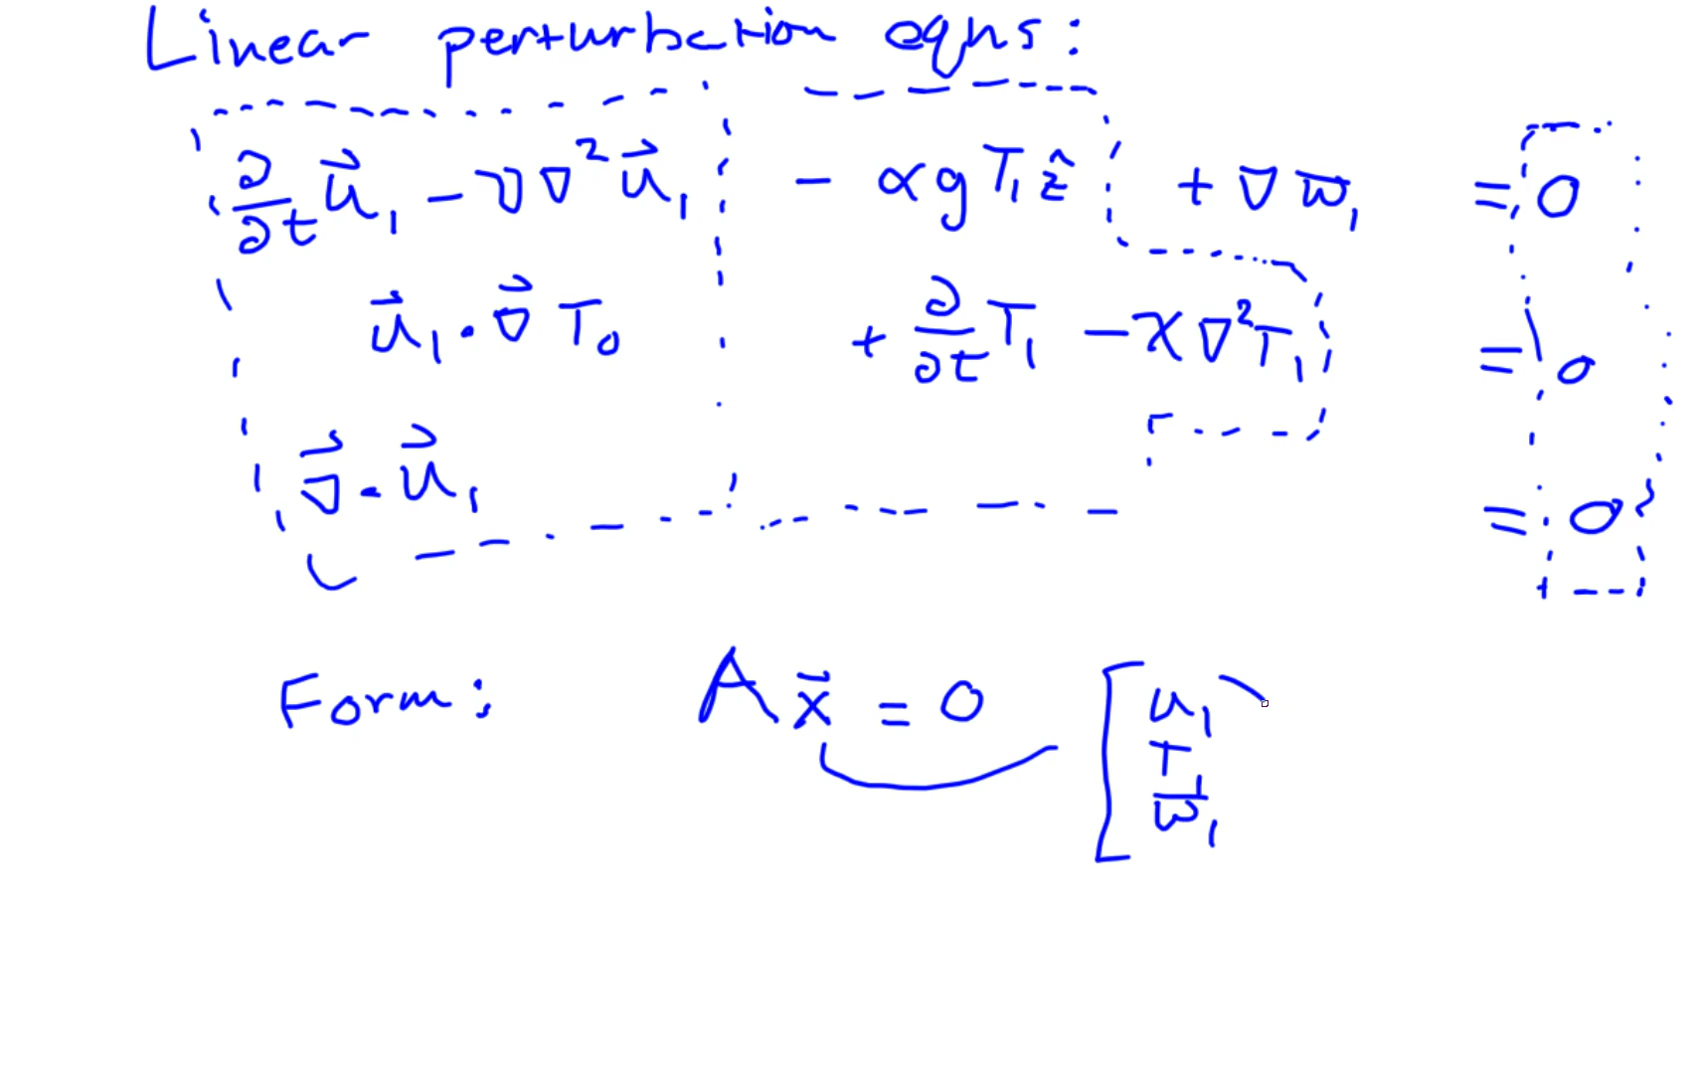 Linear perturbation eqns:
∂/∂t u⃗₁ - ν∇²u⃗₁ - αgT₁ẑ + ∇ϖ₁ = 0
u⃗₁·∇⃗T₀ + ∂/∂t T₁ - χ∇²T₁ = 0
∇⃗·u⃗₁ = 0
Form: Ax⃗ = 0 [u₁
T₁
ϖ₁